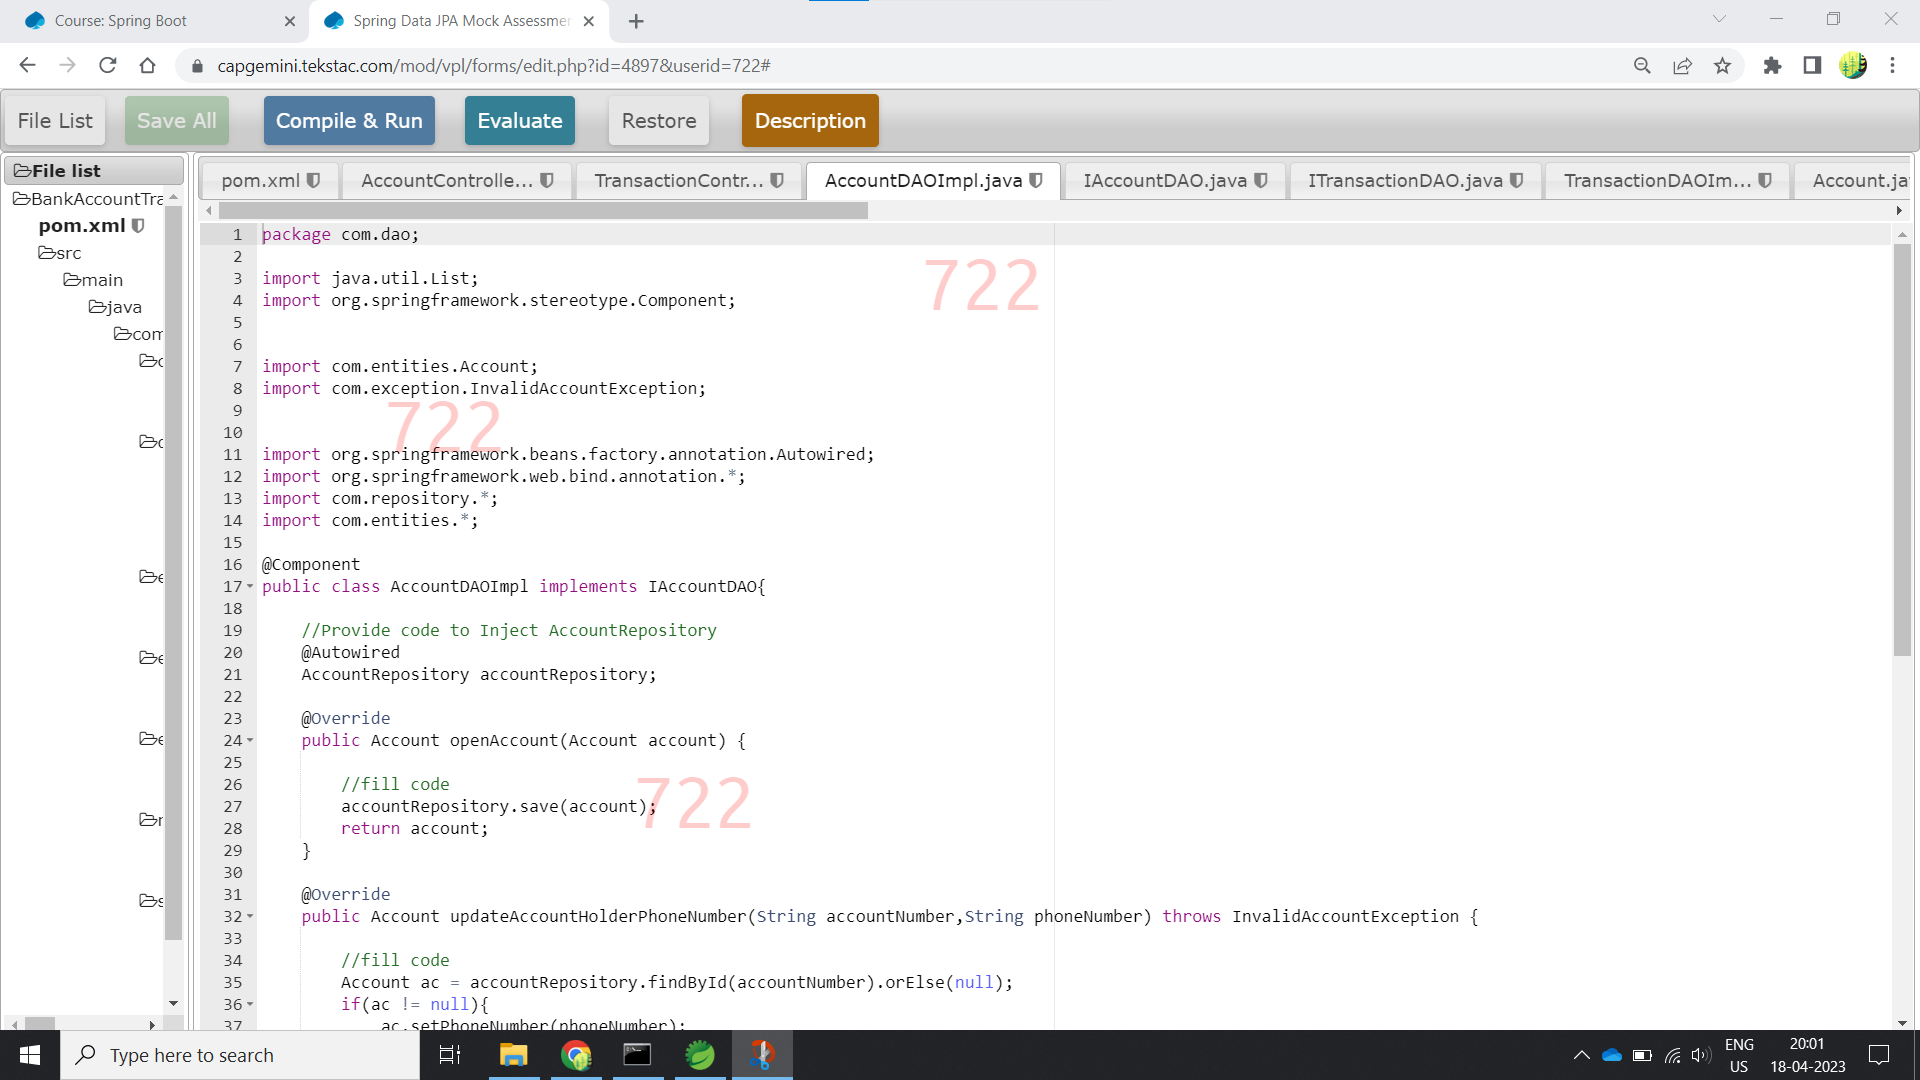 Course: Spring Boot
Spring Data JPA Mock Assessmen
capgemini.tekstac.com/mod/vpl/forms/edit.php?id=4897&userid=722#
File List Save All Compile & Run Evaluate Restore Description
File list
BankAccountTra
pom.xml
src
main
java
com
pom.xml AccountControlle... TransactionContr... AccountDAOImpl.java IAccountDAO.java ITransactionDAO.java TransactionDAOIm... Account.ja
1 package com.dao;
2
3 import java.util.List;
4 import org.springframework.stereotype.Component;
5
6
7 import com.entities.Account;
8 import com.exception.InvalidAccountException;
9
10
11 import org.springframework.beans.factory.annotation.Autowired;
12 import org.springframework.web.bind.annotation.*;
13 import com.repository.*;
14 import com.entities.*;
15
16 @Component
17 public class AccountDAOImpl implements IAccountDAO{
18
19 //Provide code to Inject AccountRepository
20 @Autowired
21 AccountRepository accountRepository;
22
23 @Override
24 public Account openAccount(Account account) {
25
26 //fill code
27 accountRepository.save(account);
28 return account;
29 }
30
31 @Override
32 public Account updateAccountHolderPhoneNumber(String accountNumber,String phoneNumber) throws InvalidAccountException {
33
34 //fill code
35 Account ac = accountRepository.findById(accountNumber).orElse(null);
36 if(ac != null){
37 ac.setPhoneNumber(phoneNumber);
722
722
722
Type here to search
ENG
US
20:01
18-04-2023